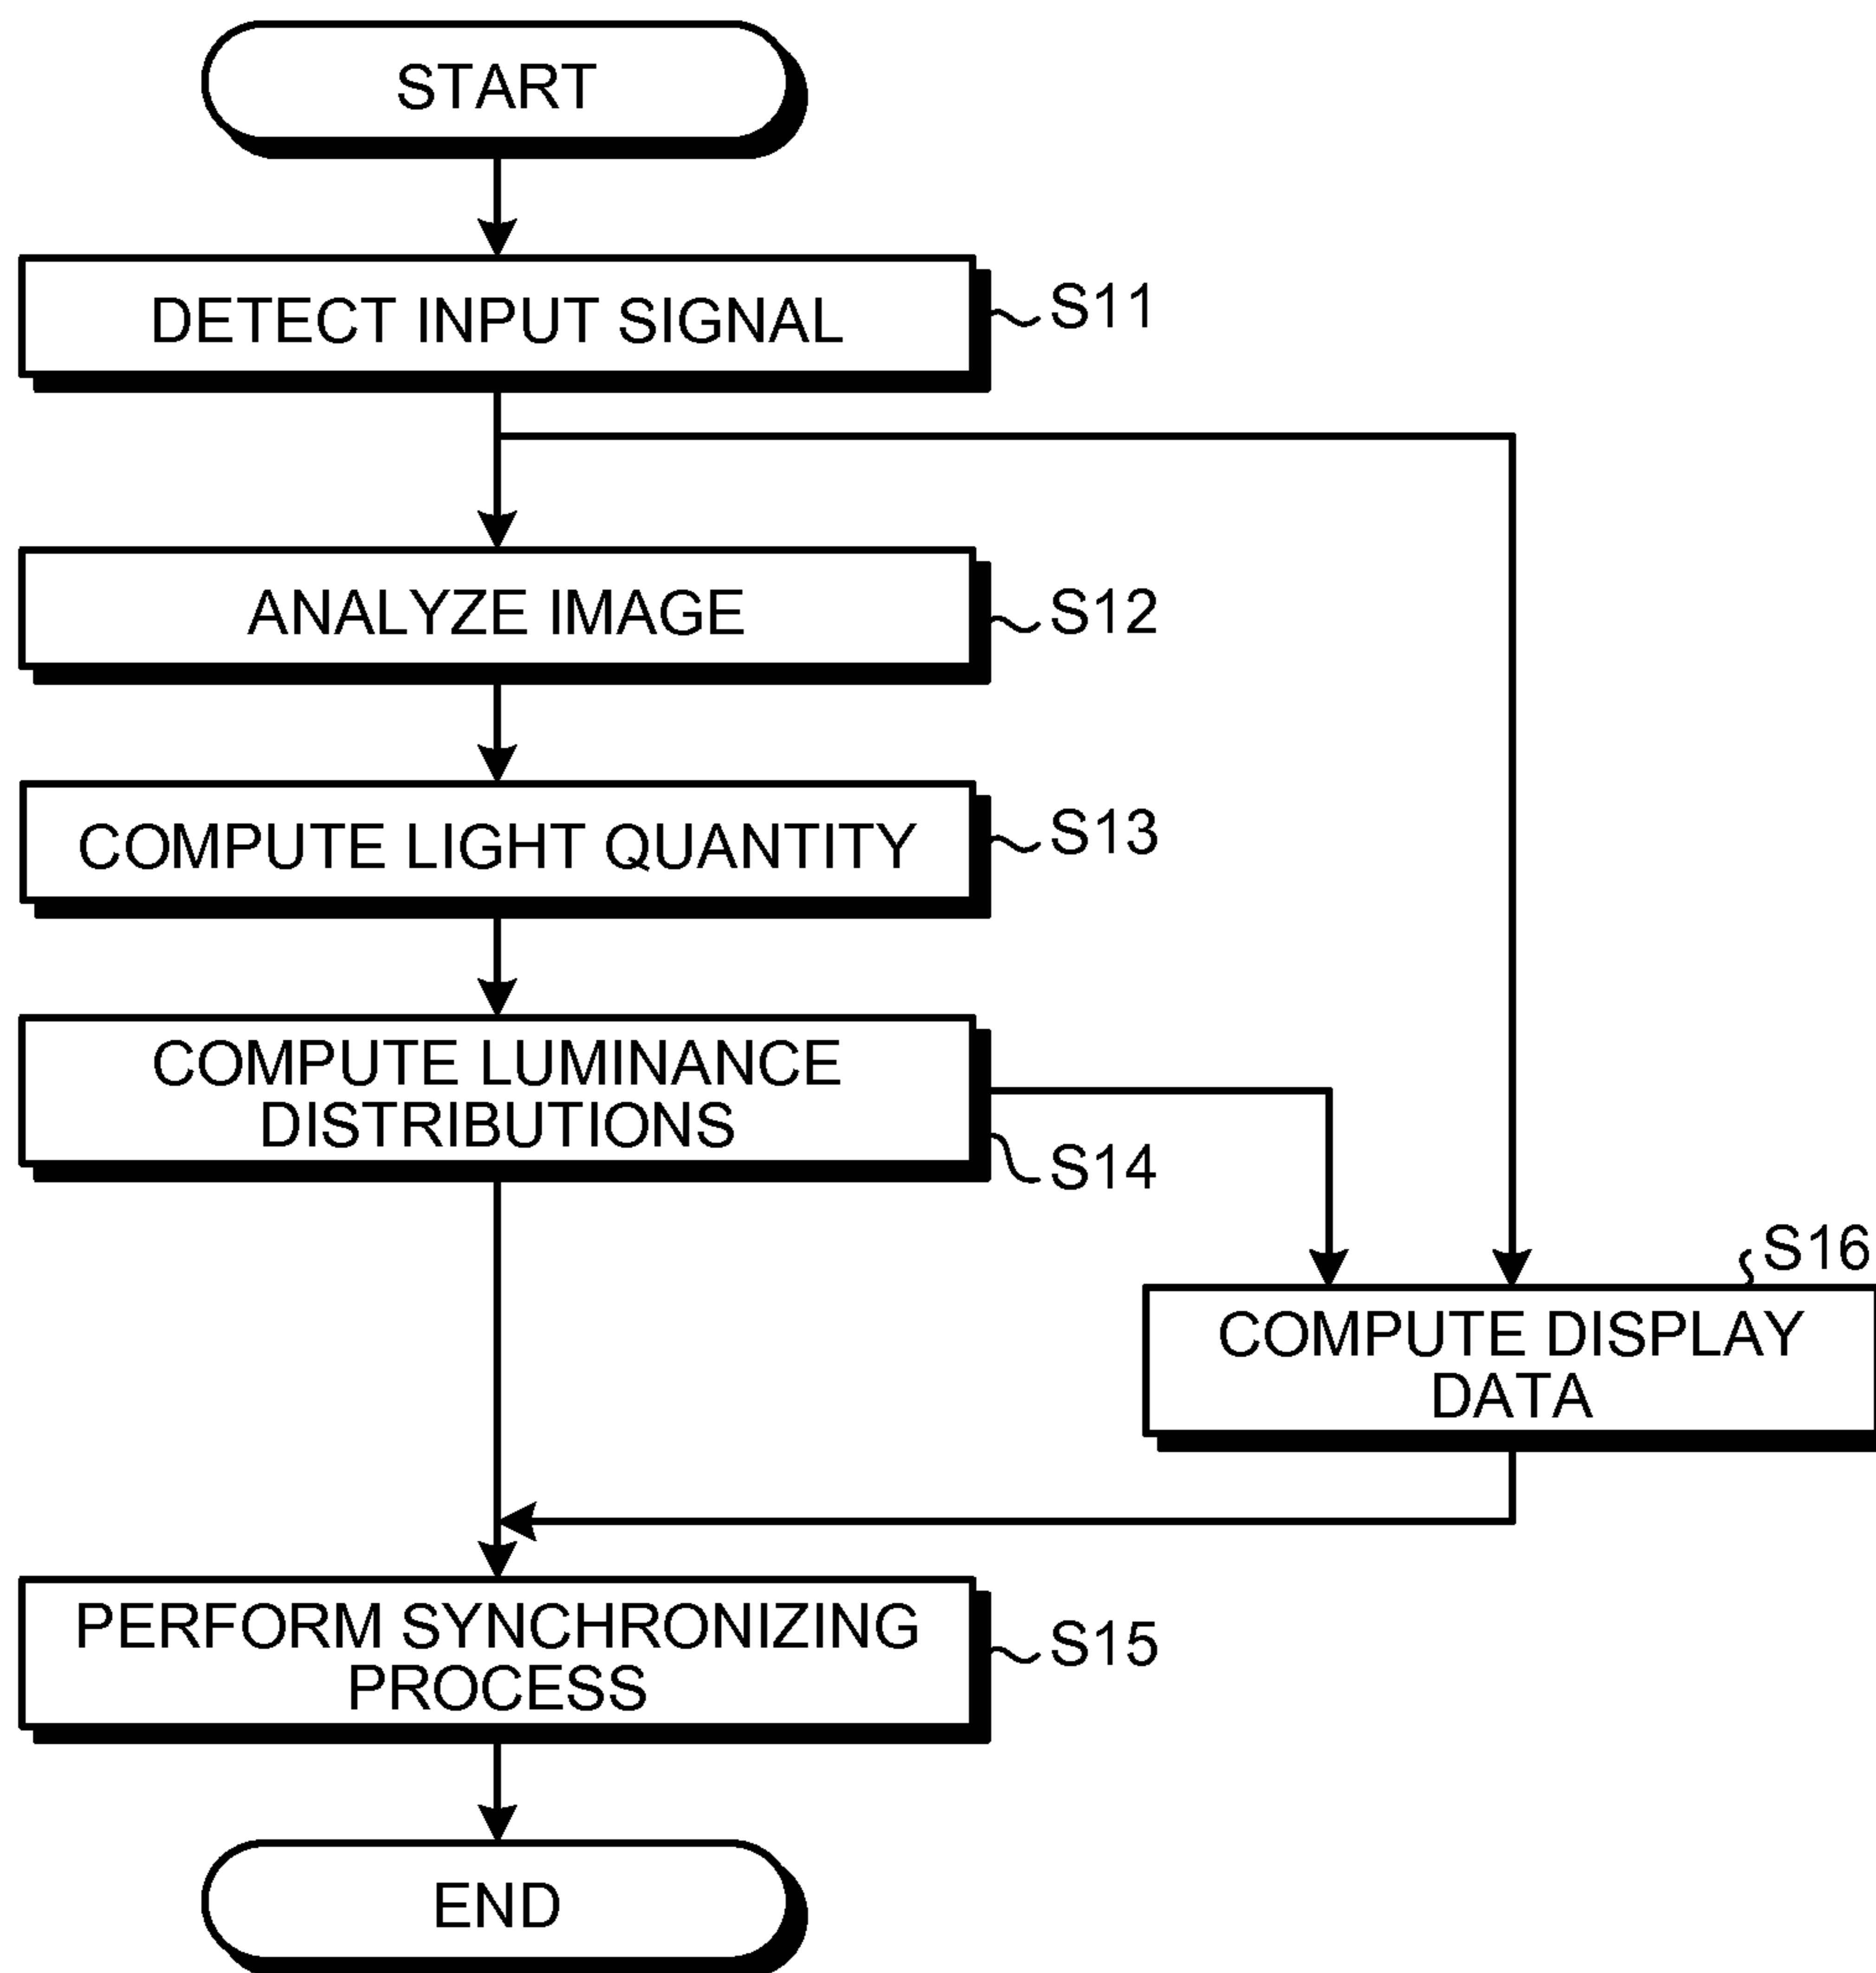 START
DETECT INPUT SIGNAL
S11
ANALYZE IMAGE
S12
COMPUTE LIGHT QUANTITY
S13
COMPUTE LUMINANCE
DISTRIBUTIONS
S14
S16
COMPUTE DISPLAY
DATA
PERFORM SYNCHRONIZING
PROCESS
S15
END